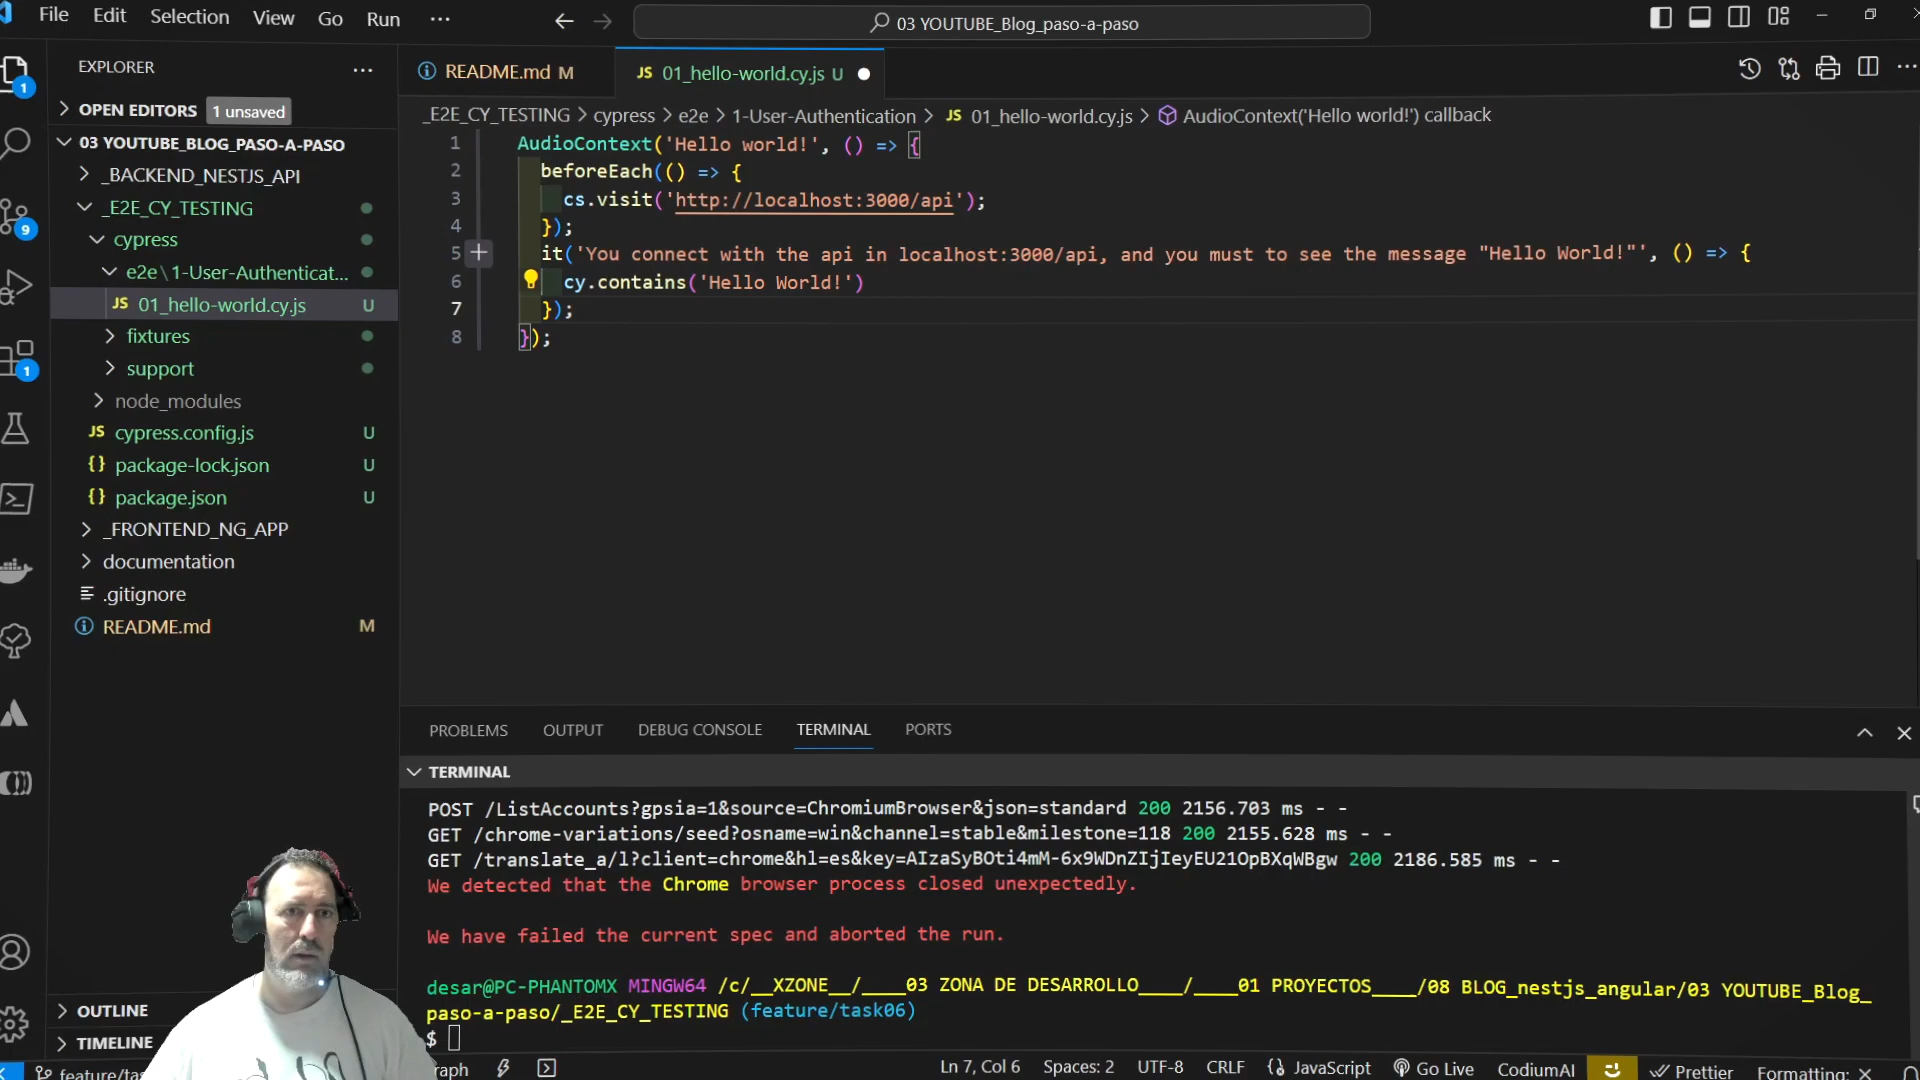 File Edit Selection View Go Run ···
03 YOUTUBE_Blog_paso-a-paso
EXPLORER
OPEN EDITORS 1 unsaved
03 YOUTUBE_BLOG_PASO-A-PASO
_BACKEND_NESTJS_API
_E2E_CY_TESTING
cypress
e2e\1-User-Authenticat...
JS 01_hello-world.cy.js U
fixtures
support
node_modules
JS cypress.config.js U
{} package-lock.json U
{} package.json U
_FRONTEND_NG_APP
documentation
.gitignore
README.md M
OUTLINE
TIMELINE
1
9
1
README.md M
JS 01_hello-world.cy.js U
_E2E_CY_TESTING > cypress > e2e > 1-User-Authentication > JS 01_hello-world.cy.js > AudioContext('Hello world!') callback
1 AudioContext('Hello world!', () => {
2 beforeEach(() => {
3 cs.visit('http://localhost:3000/api');
4 });
5 it('You connect with the api in localhost:3000/api, and you must to see the message "Hello World!"', () => {
6 cy.contains('Hello World!')
7 });
8 });
PROBLEMS OUTPUT DEBUG CONSOLE TERMINAL PORTS
TERMINAL
POST /ListAccounts?gpsia=1&source=ChromiumBrowser&json=standard 200 2156.703 ms - -
GET /chrome-variations/seed?osname=win&channel=stable&milestone=118 200 2155.628 ms - -
GET /translate_a/l?client=chrome&hl=es&key=AIzaSyBOti4mM-6x9WDnZIjIeyEU21OpBXqWBgw 200 2186.585 ms - -
We detected that the Chrome browser process closed unexpectedly.
We have failed the current spec and aborted the run.
desar@PC-PHANTOMX MINGW64 /c/__XZONE__/____03 ZONA DE DESARROLLO____/____01 PROYECTOS____/08 BLOG_nestjs_angular/03 YOUTUBE_Blog_
paso-a-paso/_E2E_CY_TESTING (feature/task06)
$
feature/ta raph Ln 7, Col 6 Spaces: 2 UTF-8 CRLF {} JavaScript Go Live CodiumAI Prettier Formatting: ×